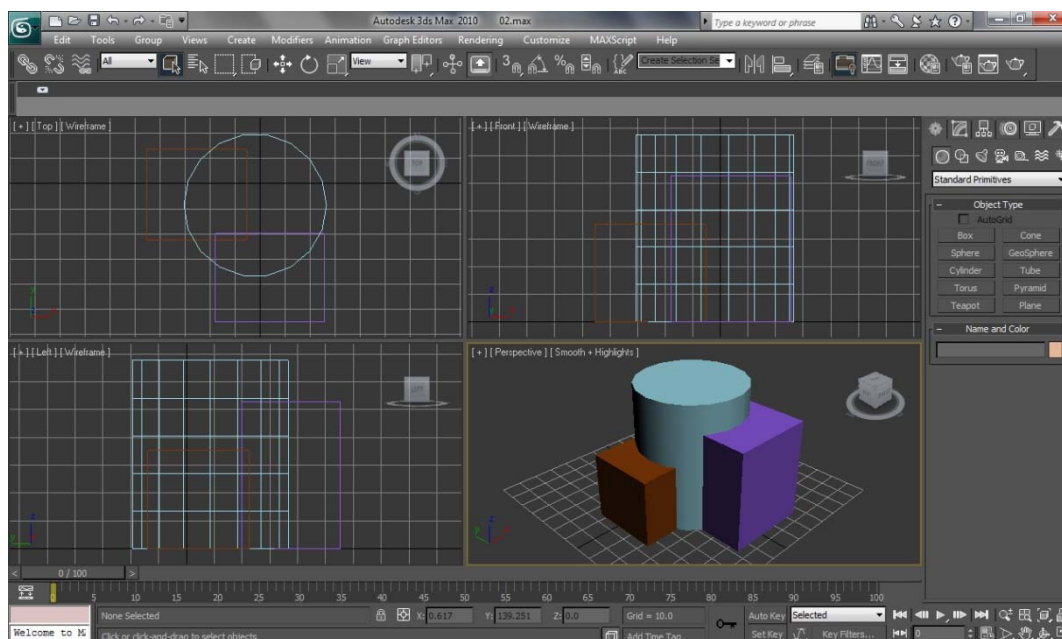 Autodesk 3ds Max 2010 02.max
Type a keyword or phrase
Edit Tools Group Views Create Modifiers Animation Graph Editors Rendering Customize MAXScript Help
All
View
3
Create Selection Se
[ + ] [ Top ] [ Wireframe ]
TOP
[ + ] [ Front ] [ Wireframe ]
FRONT
Standard Primitives
Object Type
AutoGrid
Box Cone
Sphere GeoSphere
Cylinder Tube
Torus Pyramid
Teapot Plane
Name and Color
[ + ] [ Left ] [ Wireframe ]
LEFT
[ + ] [ Perspective ] [ Smooth + Highlights ]
< 0 / 100 >
0 5 10 15 20 25 30 35 40 45 50 55 60 65 70 75 80 85 90 95 100
None Selected X: 0.617 Y: 139.251 Z: 0.0 Grid = 10.0 Auto Key Selected
Welcome to M Click or click-and-drag to select objects Add Time Tag Set Key Key Filters... 0